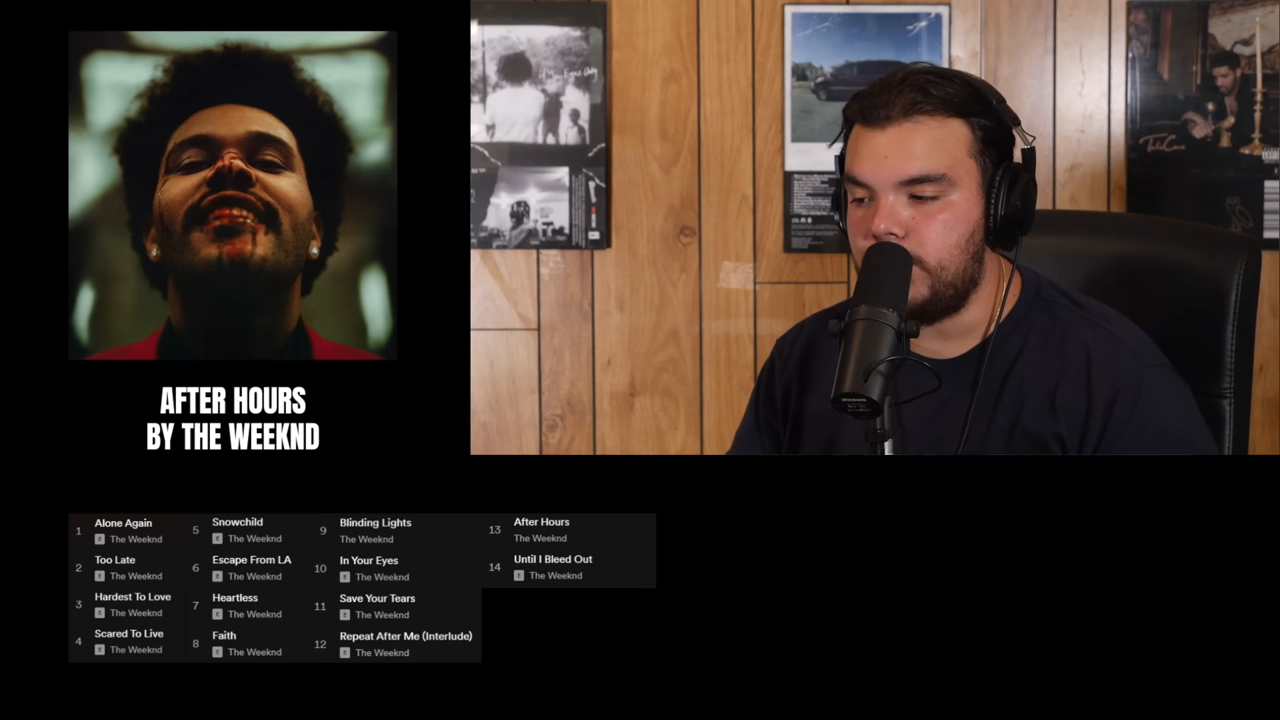 AFTER HOURS
BY THE WEEKND
1 Alone Again
E The Weeknd
2 Too Late
E The Weeknd
3 Hardest To Love
E The Weeknd
4 Scared To Live
E The Weeknd
5 Snowchild
E The Weeknd
6 Escape From LA
E The Weeknd
7 Heartless
E The Weeknd
8 Faith
E The Weeknd
9 Blinding Lights
The Weeknd
10 In Your Eyes
E The Weeknd
11 Save Your Tears
E The Weeknd
12 Repeat After Me (Interlude)
E The Weeknd
13 After Hours
The Weeknd
14 Until I Bleed Out
E The Weeknd
Eyez Only
Take Care